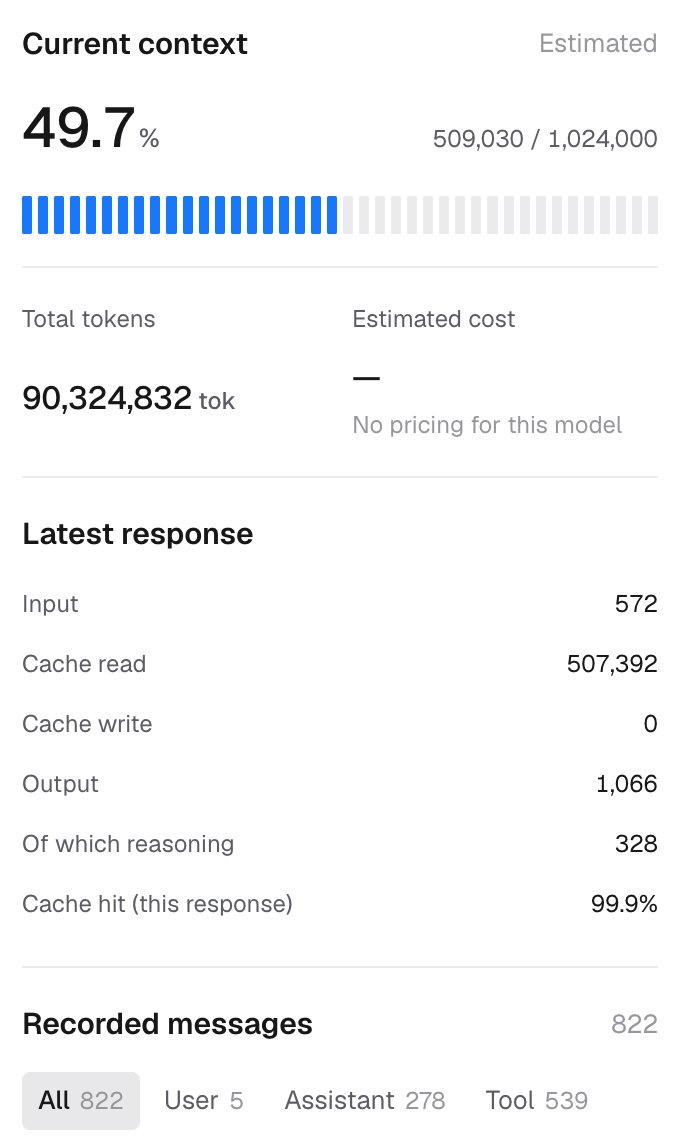 Current context Estimated
49.7% 509,030 / 1,024,000
Total tokens Estimated cost
90,324,832 tok —
No pricing for this model
Latest response
Input 572
Cache read 507,392
Cache write 0
Output 1,066
Of which reasoning 328
Cache hit (this response) 99.9%
Recorded messages 822
All 822 User 5 Assistant 278 Tool 539